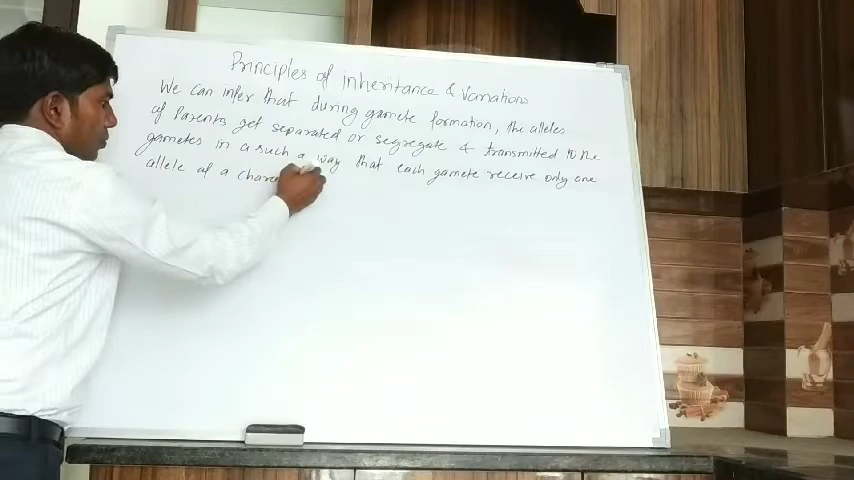 Principles of inheritance & Variations
We can infer that during gamete formation, the alleles
of Parents get separated or segregate & transmitted to the
gametes in a such a way that each gamete receive only one
allele of a charac